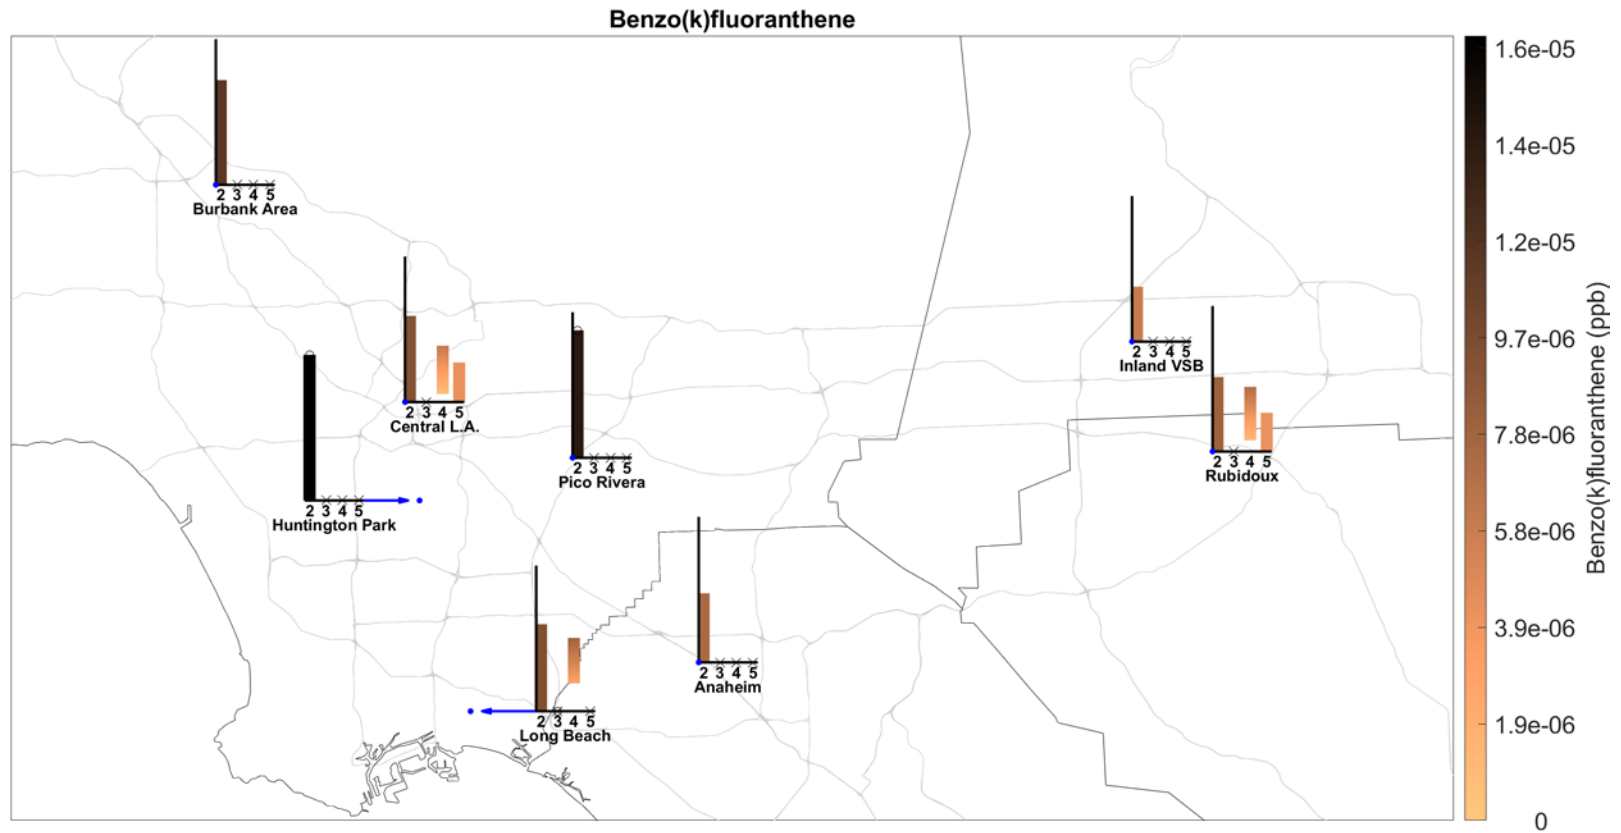 Benzo(k)fluoranthene
2 3 4 5
Burbank Area
2 3 4 5
Central L.A.
2 3 4 5
Huntington Park
2 3 4 5
Pico Rivera
2 3 4 5
Inland VSB
2 3 4 5
Rubidoux
2 3 4 5
Long Beach
2 3 4 5
Anaheim
1.6e-05
1.4e-05
1.2e-05
9.7e-06
7.8e-06
5.8e-06
3.9e-06
1.9e-06
0
Benzo(k)fluoranthene (ppb)